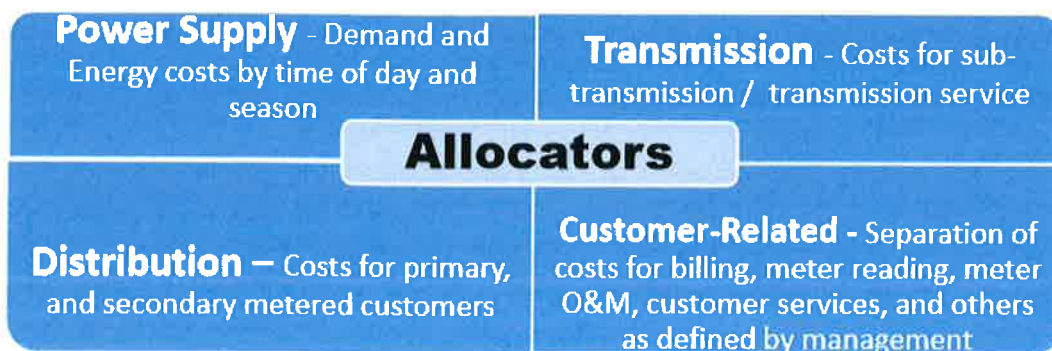 Power Supply - Demand and
Energy costs by time of day and
season
Transmission - Costs for sub-
transmission / transmission service
Allocators
Distribution – Costs for primary,
and secondary metered customers
Customer-Related - Separation of
costs for billing, meter reading, meter
O&M, customer services, and others
as defined by management